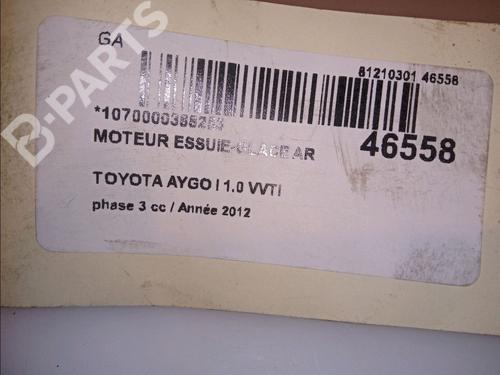 GA
81210301 46558
MOTEUR ESSUIE-GLACE AR
46558
TOYOTA AYGO I 1.0 VVTI
phase 3 cc / Année 2012
B-PARTS